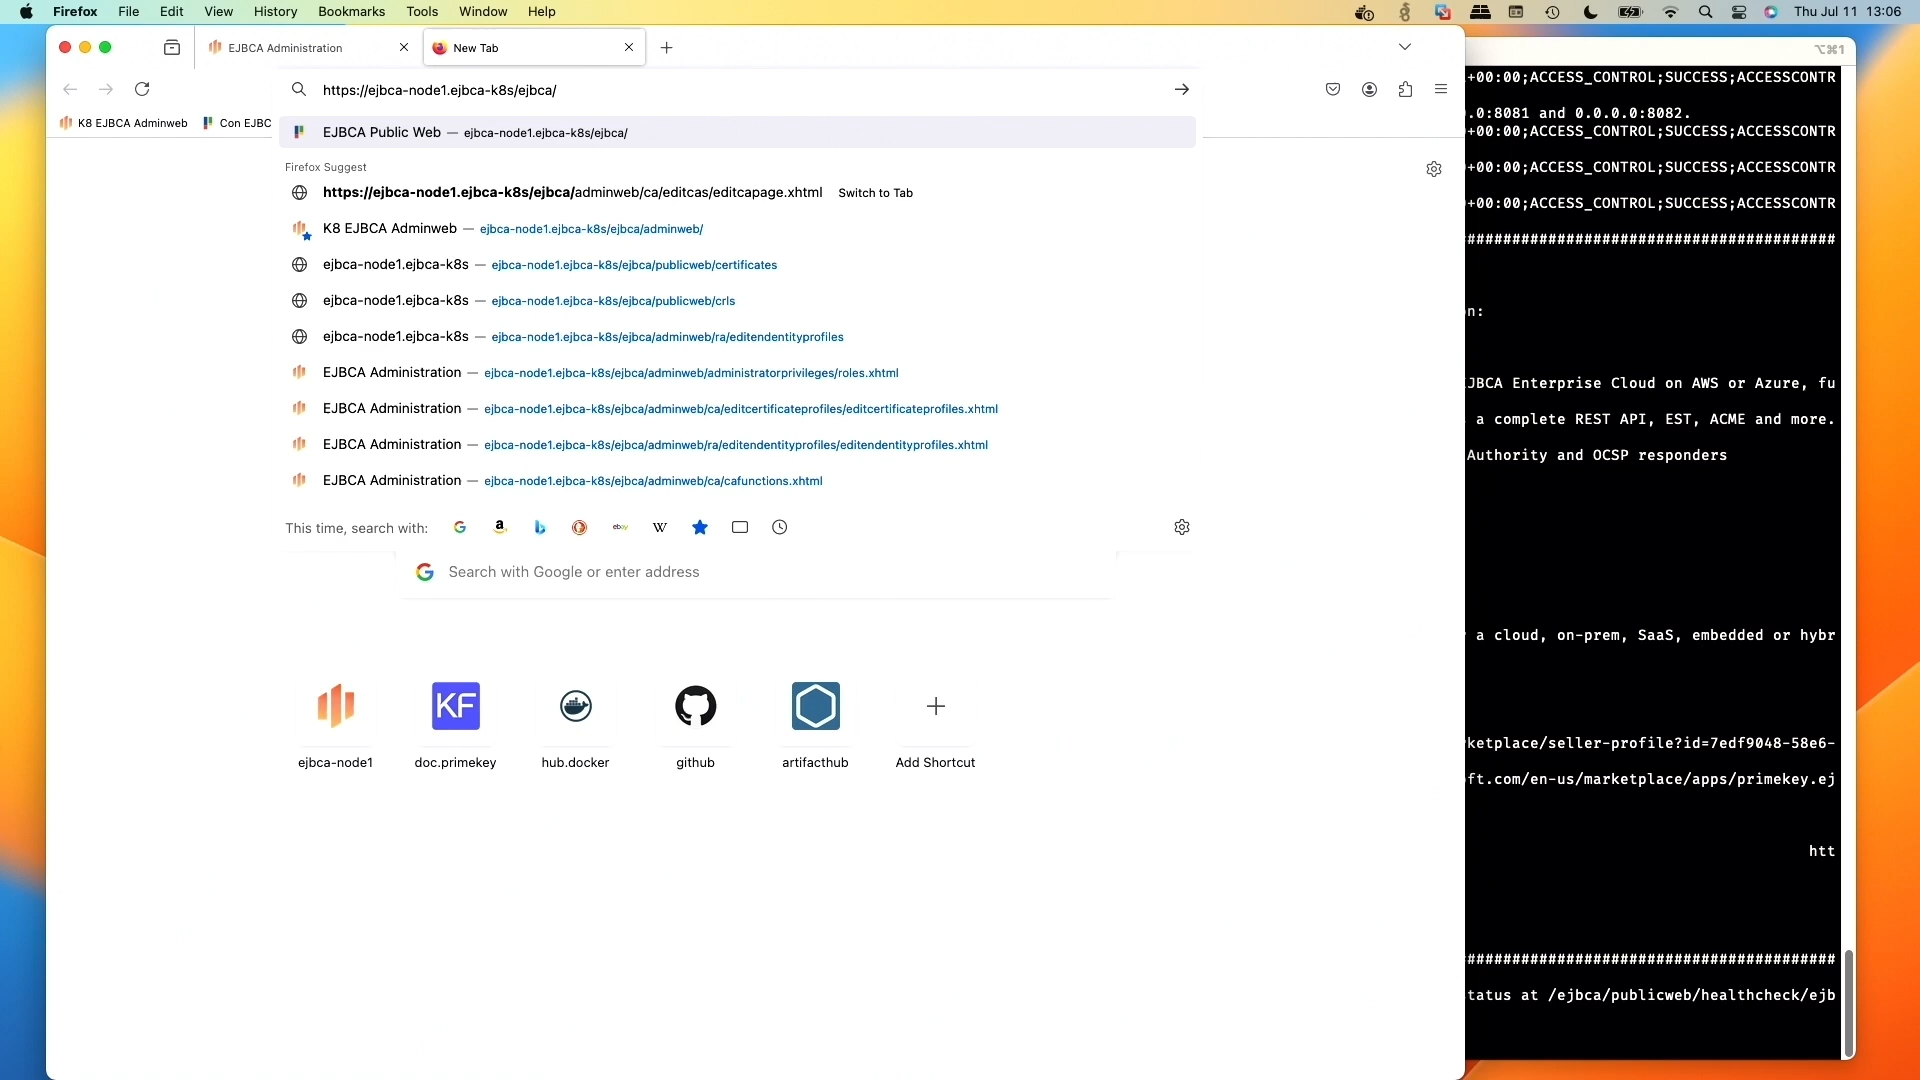 Firefox File Edit View History Bookmarks Tools Window Help Thu Jul 11 13:06
EJBCA Administration
New Tab
⌥⌘1
https://ejbca-node1.ejbca-k8s/ejbca/
K8 EJBCA Adminweb
Con EJBC
EJBCA Public Web — ejbca-node1.ejbca-k8s/ejbca/
Firefox Suggest
https://ejbca-node1.ejbca-k8s/ejbca/adminweb/ca/editcas/editcapage.xhtml Switch to Tab
K8 EJBCA Adminweb — ejbca-node1.ejbca-k8s/ejbca/adminweb/
ejbca-node1.ejbca-k8s — ejbca-node1.ejbca-k8s/ejbca/publicweb/certificates
ejbca-node1.ejbca-k8s — ejbca-node1.ejbca-k8s/ejbca/publicweb/crls
ejbca-node1.ejbca-k8s — ejbca-node1.ejbca-k8s/ejbca/adminweb/ra/editendentityprofiles
EJBCA Administration — ejbca-node1.ejbca-k8s/ejbca/adminweb/administratorprivileges/roles.xhtml
EJBCA Administration — ejbca-node1.ejbca-k8s/ejbca/adminweb/ca/editcertificateprofiles/editcertificateprofiles.xhtml
EJBCA Administration — ejbca-node1.ejbca-k8s/ejbca/adminweb/ra/editendentityprofiles/editendentityprofiles.xhtml
EJBCA Administration — ejbca-node1.ejbca-k8s/ejbca/adminweb/ca/cafunctions.xhtml
This time, search with:
ebay
W
Search with Google or enter address
KF
ejbca-node1
doc.primekey
hub.docker
github
artifacthub
Add Shortcut
+00:00;ACCESS_CONTROL;SUCCESS;ACCESSCONTR
.0:8081 and 0.0.0.0:8082.
+00:00;ACCESS_CONTROL;SUCCESS;ACCESSCONTR
+00:00;ACCESS_CONTROL;SUCCESS;ACCESSCONTR
+00:00;ACCESS_CONTROL;SUCCESS;ACCESSCONTR
#########################################
n:
JBCA Enterprise Cloud on AWS or Azure, fu
a complete REST API, EST, ACME and more.
Authority and OCSP responders
a cloud, on-prem, SaaS, embedded or hybr
ketplace/seller-profile?id=7edf9048-58e6-
ft.com/en-us/marketplace/apps/primekey.ej
htt
#########################################
tatus at /ejbca/publicweb/healthcheck/ejb